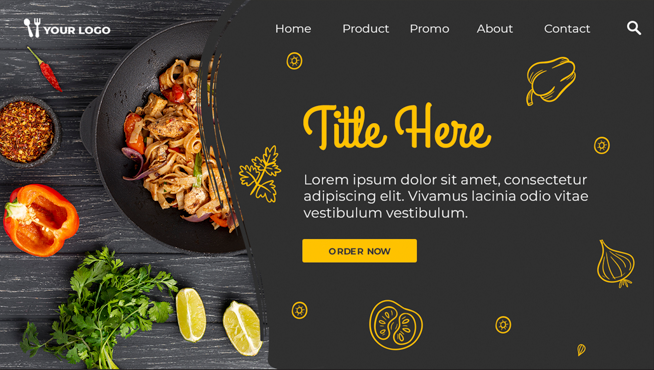 YOUR LOGO
Home
Product
Promo
About
Contact
Title Here
Lorem ipsum dolor sit amet, consectetur
adipiscing elit. Vivamus lacinia odio vitae
vestibulum vestibulum.
ORDER NOW